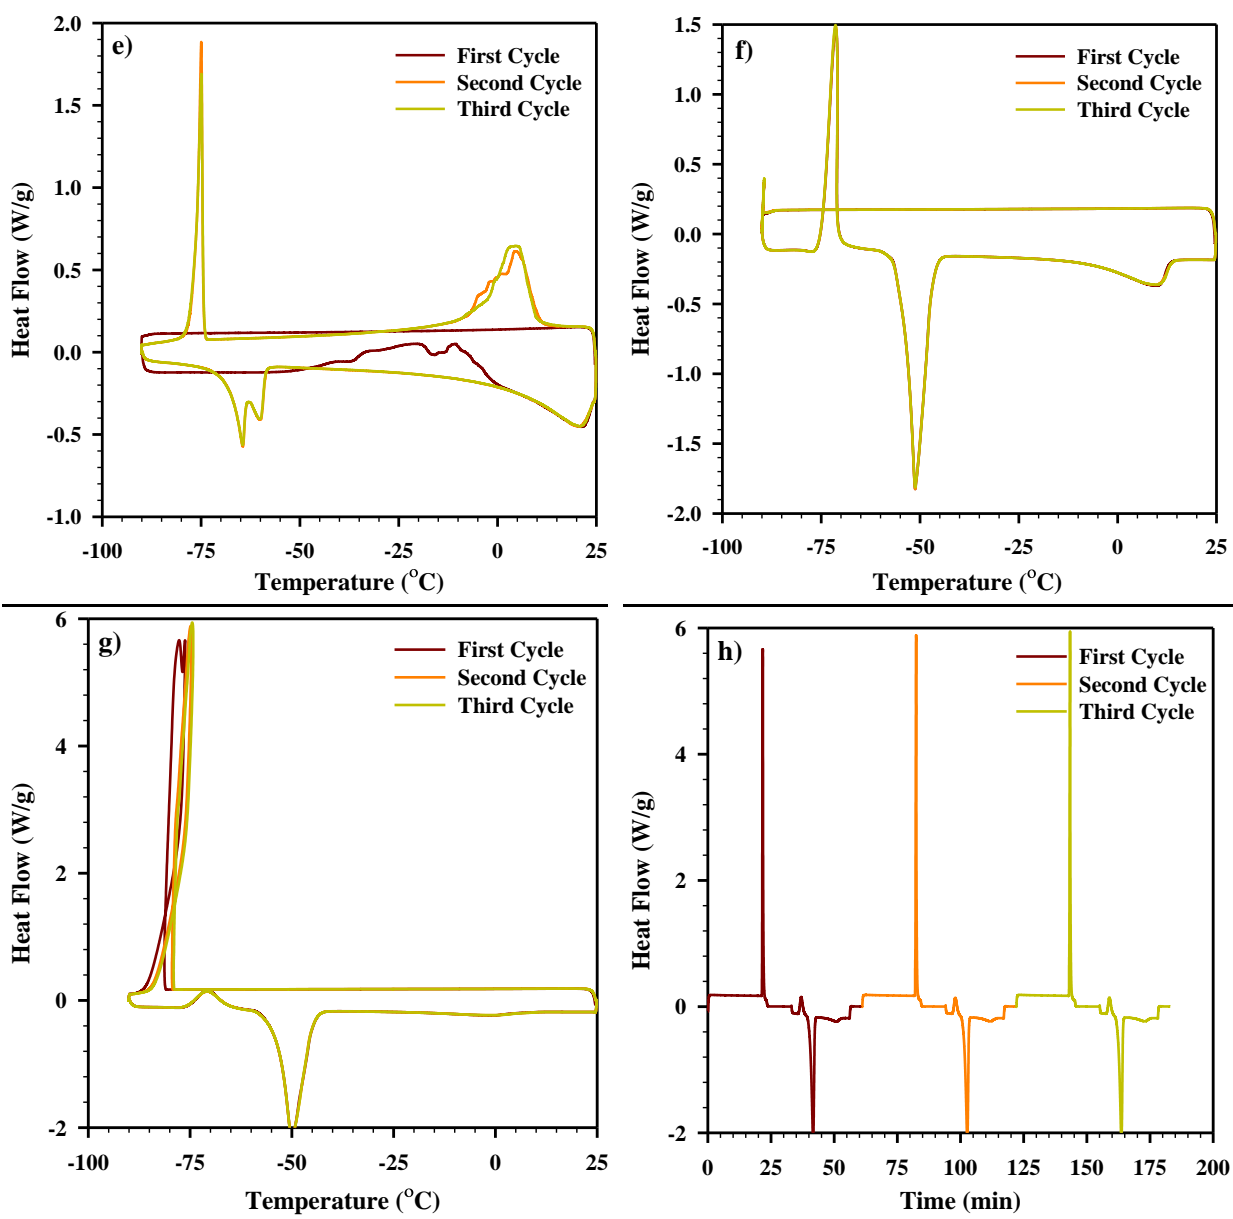 e)
First Cycle
Second Cycle
Third Cycle
2.0
1.5
1.0
0.5
0.0
-0.5
-1.0
Heat Flow (W/g)
-100 -75 -50 -25 0 25
Temperature (°C)
f)
First Cycle
Second Cycle
Third Cycle
1.5
1.0
0.5
0.0
-0.5
-1.0
-1.5
-2.0
Heat Flow (W/g)
-100 -75 -50 -25 0 25
Temperature (°C)
g)
First Cycle
Second Cycle
Third Cycle
6
4
2
0
-2
Heat Flow (W/g)
-100 -75 -50 -25 0 25
Temperature (°C)
h)
First Cycle
Second Cycle
Third Cycle
6
4
2
0
-2
Heat Flow (W/g)
0 25 50 75 100 125 150 175 200
Time (min)